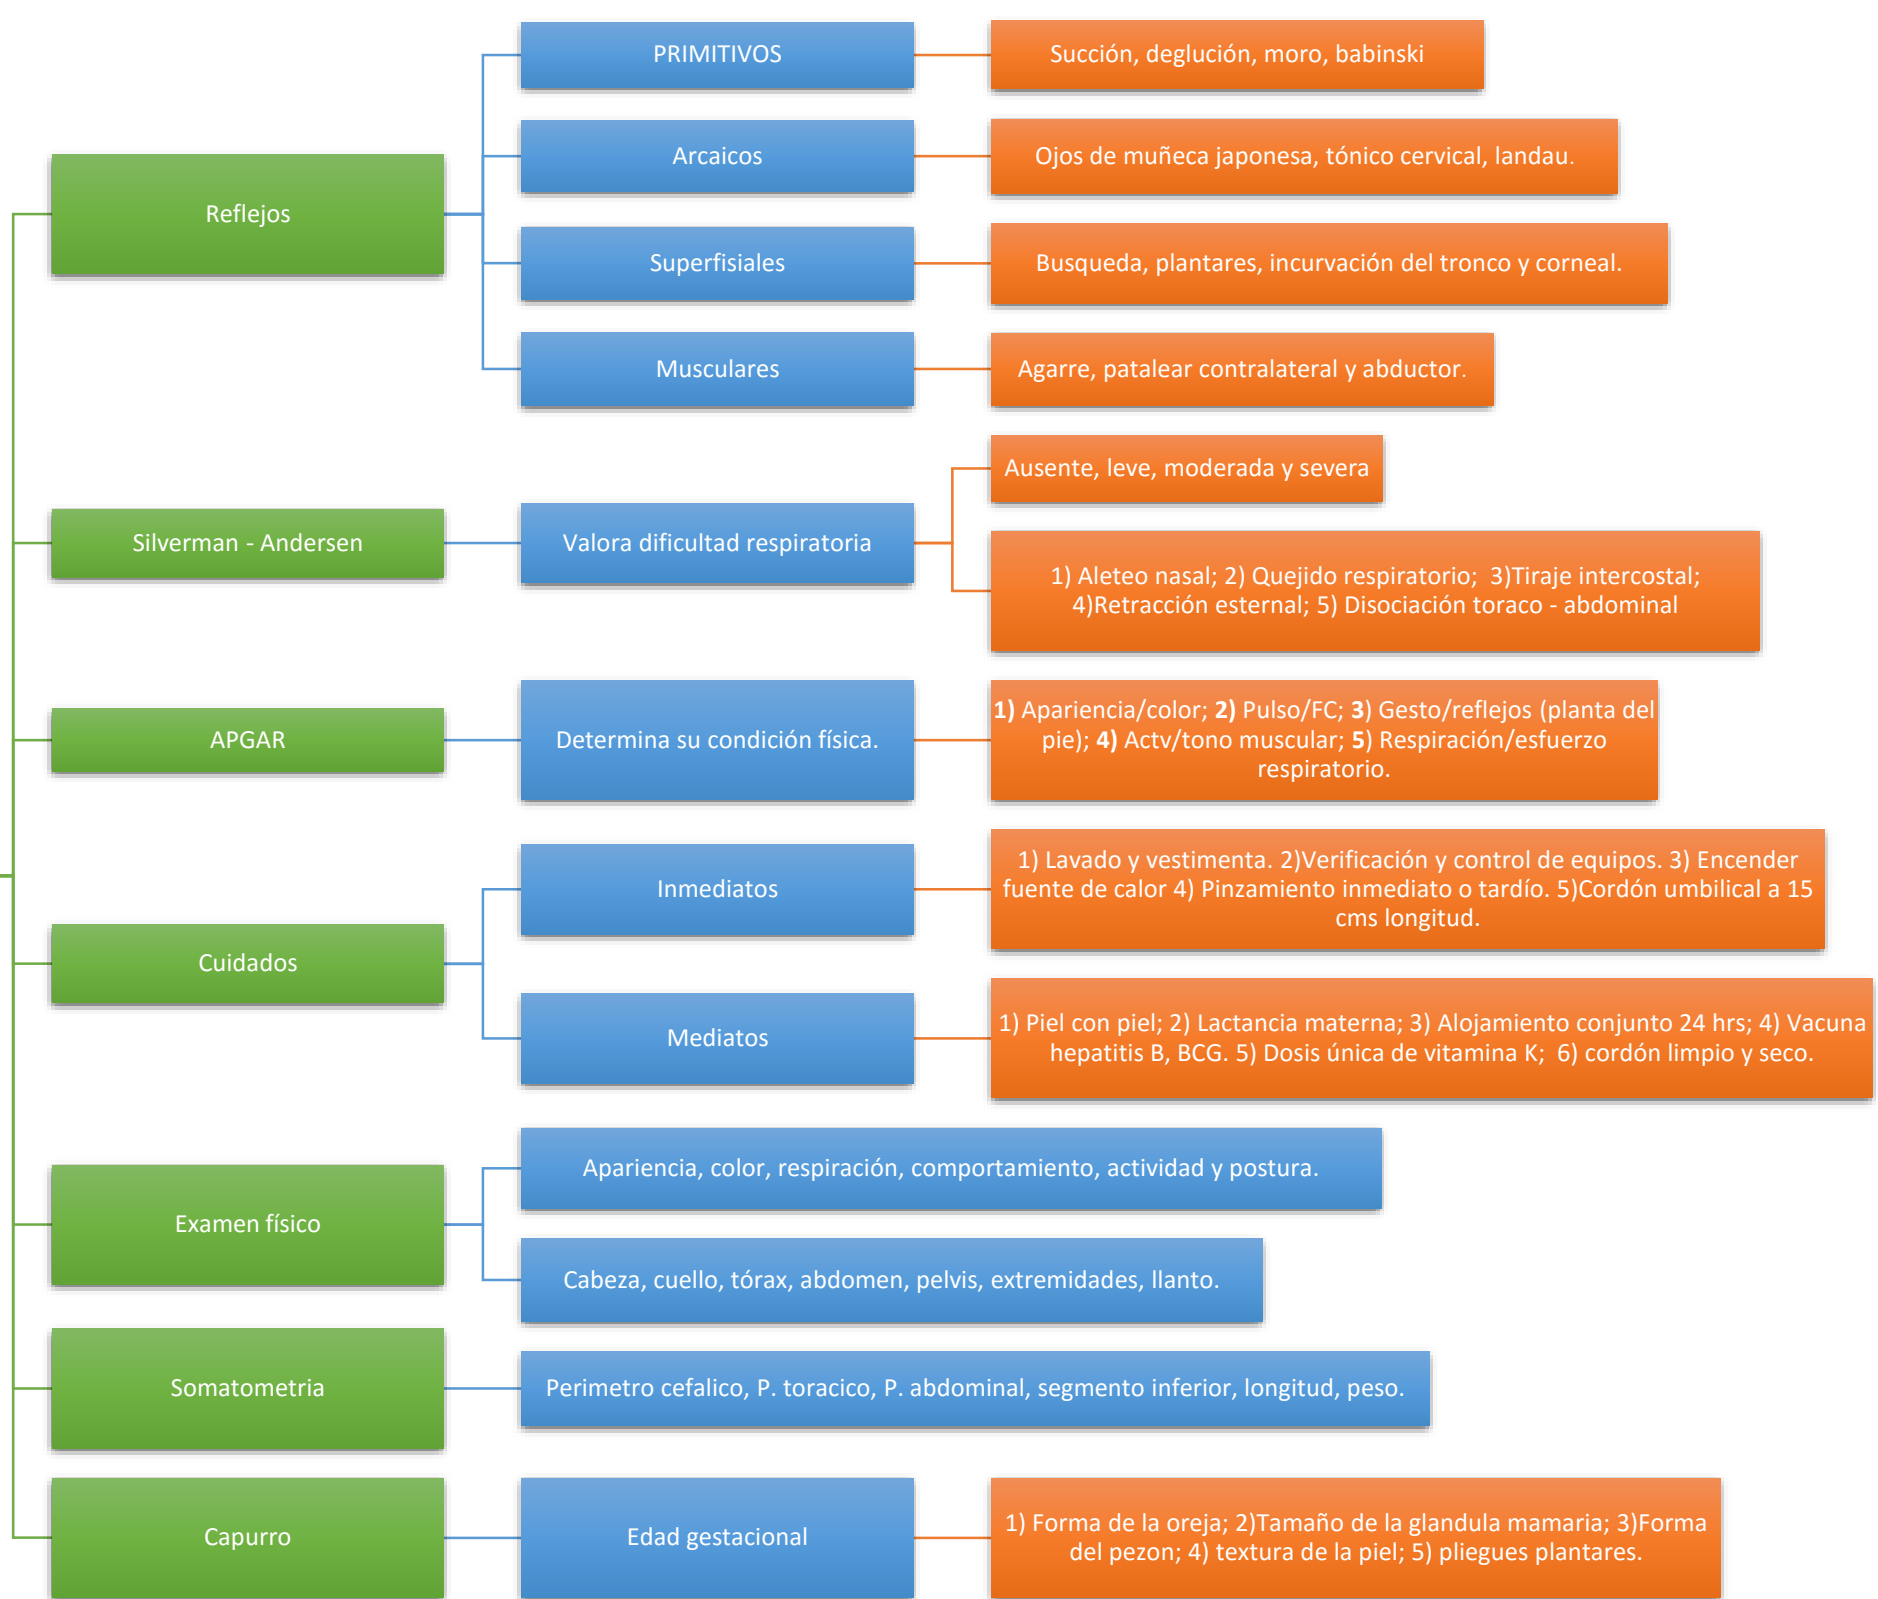 Reflejos
PRIMITIVOS
Succión, deglución, moro, babinski
Arcaicos
Ojos de muñeca japonesa, tónico cervical, landau.
Superfisiales
Busqueda, plantares, incurvación del tronco y corneal.
Musculares
Agarre, patalear contralateral y abductor.
Silverman - Andersen
Valora dificultad respiratoria
Ausente, leve, moderada y severa
1) Aleteo nasal; 2) Quejido respiratorio;  3)Tiraje intercostal;
4)Retracción esternal; 5) Disociación toraco - abdominal
APGAR
Determina su condición física.
1) Apariencia/color; 2) Pulso/FC; 3) Gesto/reflejos (planta del
pie); 4) Actv/tono muscular; 5) Respiración/esfuerzo
respiratorio.
Cuidados
Inmediatos
1) Lavado y vestimenta. 2)Verificación y control de equipos. 3) Encender
fuente de calor 4) Pinzamiento inmediato o tardío. 5)Cordón umbilical a 15
cms longitud.
Mediatos
1) Piel con piel; 2) Lactancia materna; 3) Alojamiento conjunto 24 hrs; 4) Vacuna
hepatitis B, BCG. 5) Dosis única de vitamina K;  6) cordón limpio y seco.
Examen físico
Apariencia, color, respiración, comportamiento, actividad y postura.
Cabeza, cuello, tórax, abdomen, pelvis, extremidades, llanto.
Somatometria
Perimetro cefalico, P. toracico, P. abdominal, segmento inferior, longitud, peso.
Capurro
Edad gestacional
1) Forma de la oreja; 2)Tamaño de la glandula mamaria; 3)Forma
del pezon; 4) textura de la piel; 5) pliegues plantares.